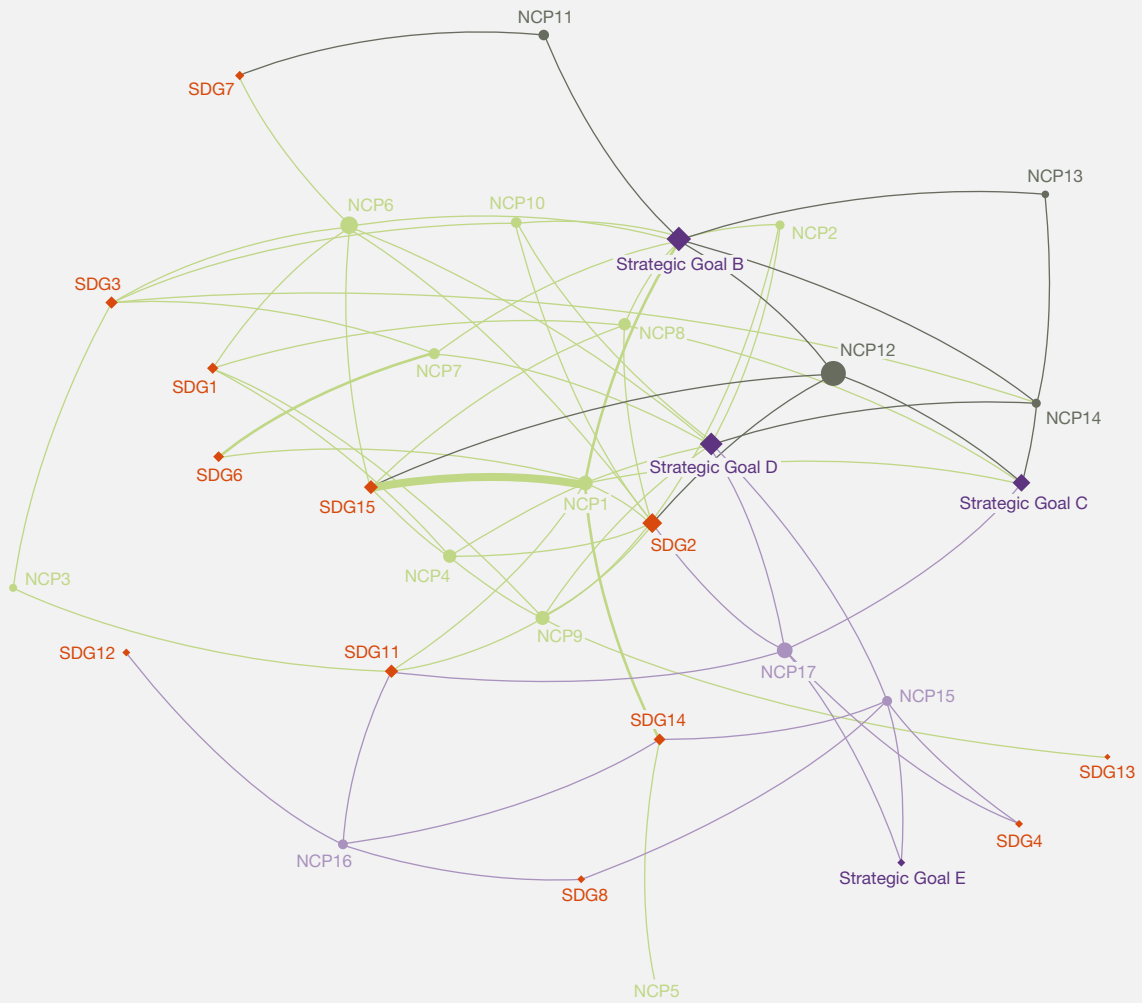 NCP11
SDG7
NCP13
NCP6
NCP10
NCP2
Strategic Goal B
SDG3
NCP8
NCP12
NCP7
SDG1
NCP14
Strategic Goal D
SDG6
Strategic Goal C
SDG15
NCP1
SDG2
NCP4
NCP3
NCP9
SDG12
SDG11
NCP17
NCP15
SDG14
SDG13
SDG4
NCP16
Strategic Goal E
SDG8
NCP5